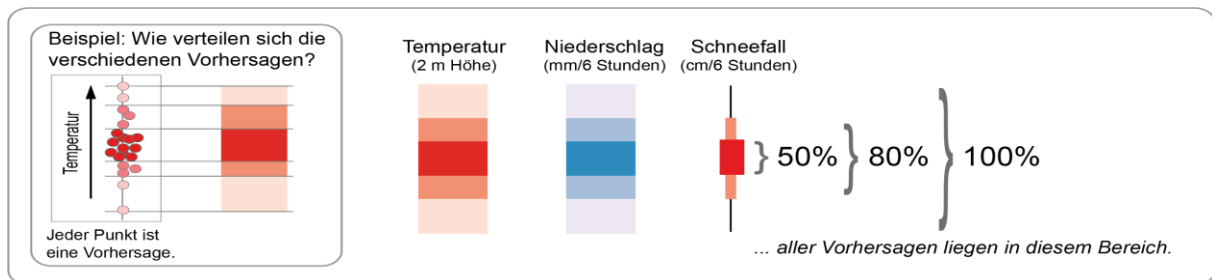 Beispiel: Wie verteilen sich die
verschiedenen Vorhersagen?
Temperatur
Jeder Punkt ist
eine Vorhersage.
Temperatur
(2 m Höhe)
Niederschlag
(mm/6 Stunden)
Schneefall
(cm/6 Stunden)
50%
80%
100%
... aller Vorhersagen liegen in diesem Bereich.